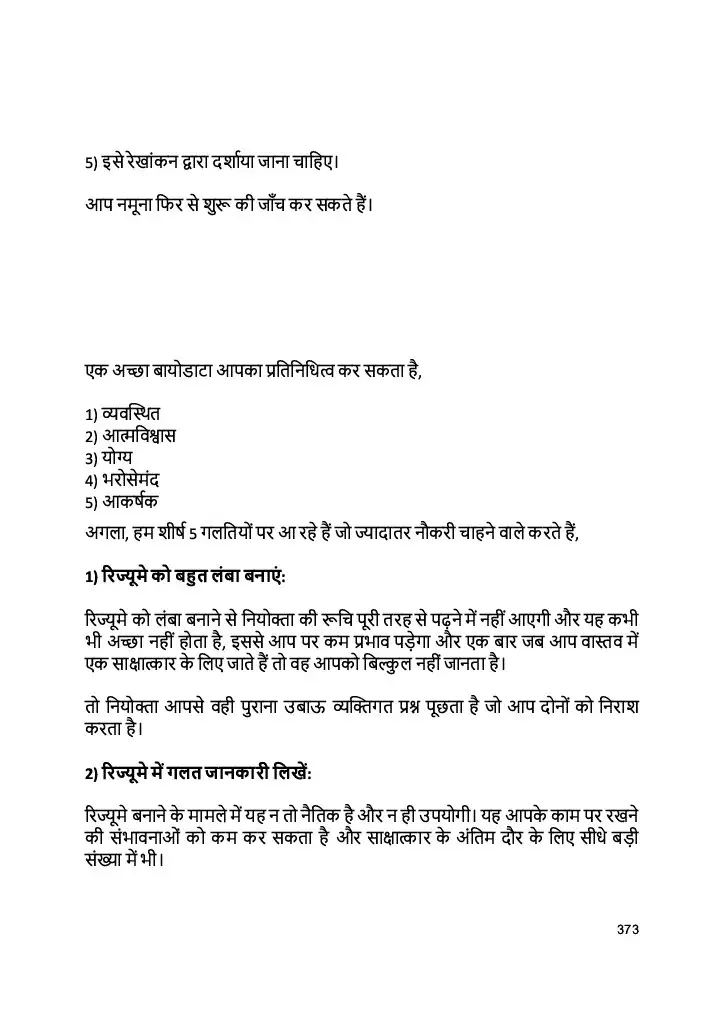 5) इसे रेखांकन द्वारा दर्शाया जाना चाहिए।
आप नमूना फिर से शुरू की जाँच कर सकते हैं।
एक अच्छा बायोडाटा आपका प्रतिनिधित्व कर सकता है,
1) व्यवस्थित
2) आत्मविश्वास
3) योग्य
4) भरोसेमंद
5) आकर्षक
अगला, हम शीर्ष 5 गलतियों पर आ रहे हैं जो ज्यादातर नौकरी चाहने वाले करते हैं,
1) रिज्यूमे को बहुत लंबा बनाएं:
रिज्यूमे को लंबा बनाने से नियोक्ता की रूचि पूरी तरह से पढ़ने में नहीं आएगी और यह कभी
भी अच्छा नहीं होता है, इससे आप पर कम प्रभाव पड़ेगा और एक बार जब आप वास्तव में
एक साक्षात्कार के लिए जाते हैं तो वह आपको बिल्कुल नहीं जानता है।
तो नियोक्ता आपसे वही पुराना उबाऊ व्यक्तिगत प्रश्न पूछता है जो आप दोनों को निराश
करता है।
2) रिज्यूमे में गलत जानकारी लिखें:
रिज्यूमे बनाने के मामले में यह न तो नैतिक है और न ही उपयोगी। यह आपके काम पर रखने
की संभावनाओं को कम कर सकता है और साक्षात्कार के अंतिम दौर के लिए सीधे बड़ी
संख्या में भी।
373